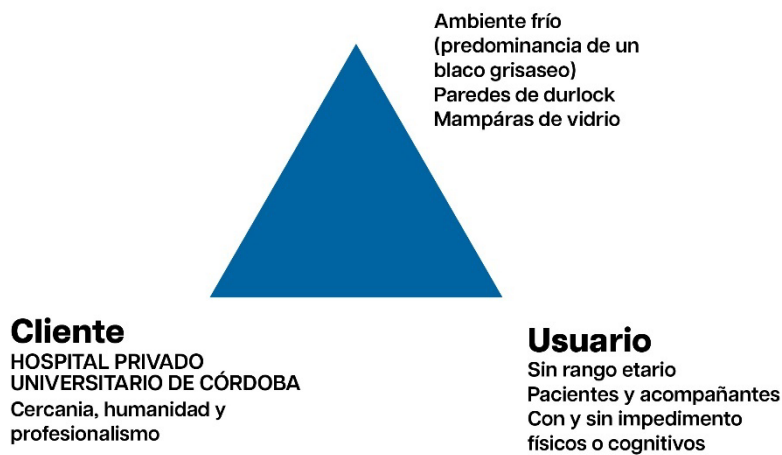 Ambiente frío
(predominancia de un
blaco grisaseo)
Paredes de durlock
Mampáras de vidrio
Cliente
HOSPITAL PRIVADO
UNIVERSITARIO DE CÓRDOBA
Cercania, humanidad y
profesionalismo
Usuario
Sin rango etario
Pacientes y acompañantes
Con y sin impedimento
físicos o cognitivos